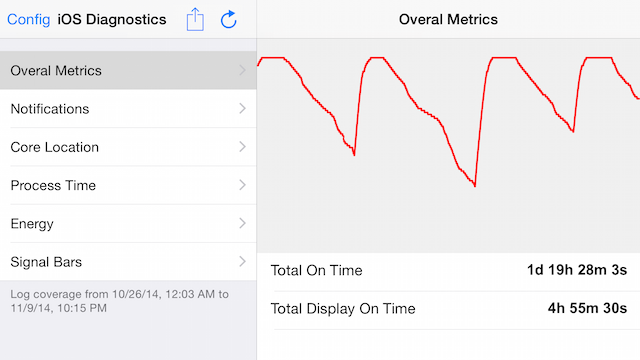 Config iOS Diagnostics
Overal Metrics
Overal Metrics
Notifications
Core Location
Process Time
Energy
Signal Bars
Log coverage from 10/26/14, 12:03 AM to
11/9/14, 10:15 PM
Total On Time 1d 19h 28m 3s
Total Display On Time 4h 55m 30s